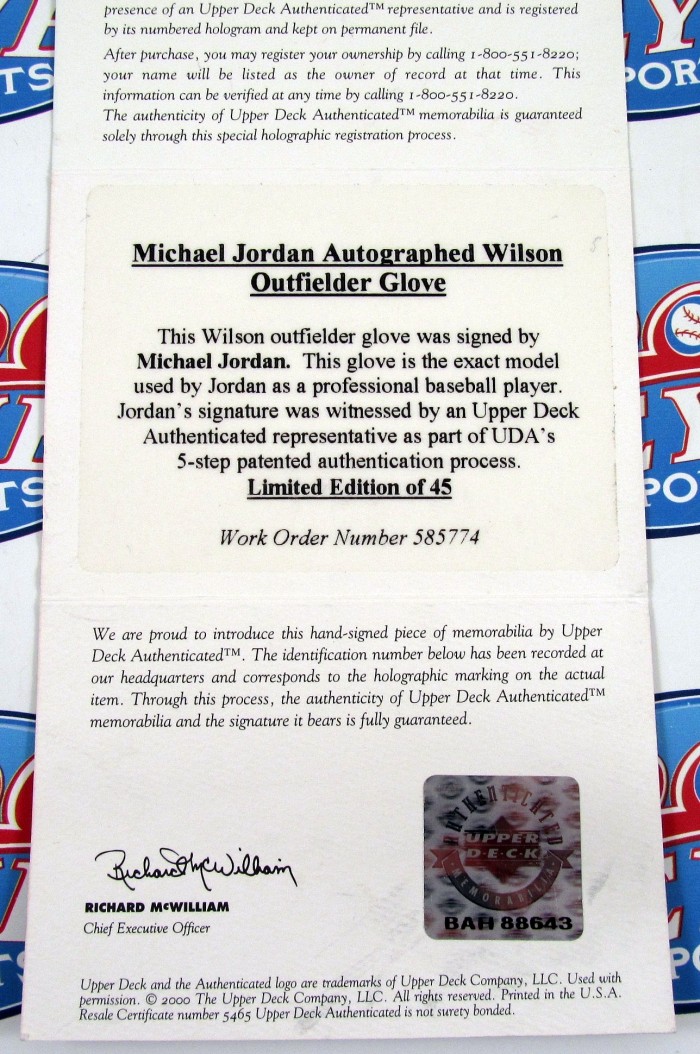 presence of an Upper Deck Authenticated™ representative and is registered
by its numbered hologram and kept on permanent file.
After purchase, you may register your ownership by calling 1-800-551-8220;
your name will be listed as the owner of record at that time. This
information can be verified at any time by calling 1-800-551-8220.
The authenticity of Upper Deck Authenticated™ memorabilia is guaranteed
solely through this special holographic registration process.
Michael Jordan Autographed Wilson
Outfielder Glove
This Wilson outfielder glove was signed by
Michael Jordan. This glove is the exact model
used by Jordan as a professional baseball player.
Jordan's signature was witnessed by an Upper Deck
Authenticated representative as part of UDA's
5-step patented authentication process.
Limited Edition of 45
Work Order Number 585774
We are proud to introduce this hand-signed piece of memorabilia by Upper
Deck Authenticated™. The identification number below has been recorded at
our headquarters and corresponds to the holographic marking on the actual
item. Through this process, the authenticity of Upper Deck Authenticated™
memorabilia and the signature it bears is fully guaranteed.
AUTHENTICATED
UPPER
D·E·C·K
MEMORABILIA
BAH 88643
Richard McWilliam
RICHARD McWILLIAM
Chief Executive Officer
Upper Deck and the Authenticated logo are trademarks of Upper Deck Company, LLC. Used with
permission. © 2000 The Upper Deck Company, LLC. All rights reserved. Printed in the U.S.A.
Resale Certificate number 5465 Upper Deck Authenticated is not surety bonded.